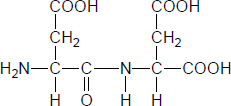 COOH COOH
CH₂ CH₂
H₂N C C N C COOH
H O H H